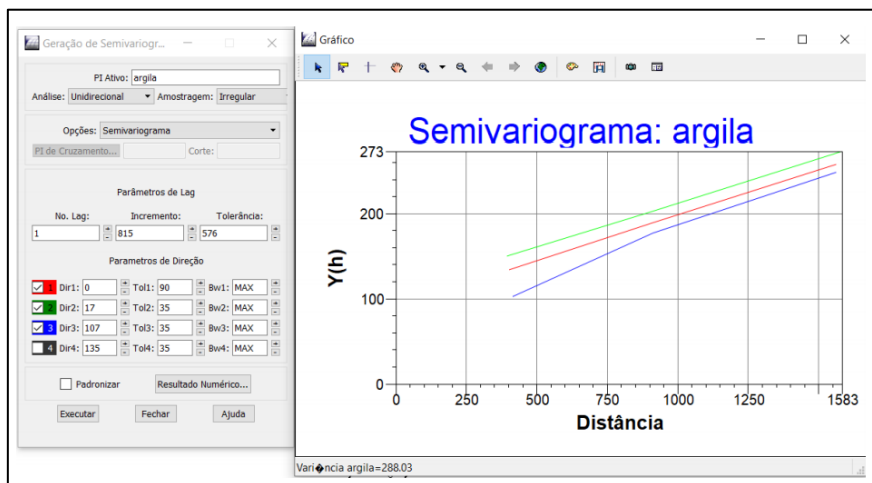 Geração de Semivariogr...
PI Ativo: argila
Análise: Unidirecional Amostragem: Irregular
Opções: Semivariograma
PI de Cruzamento... Corte:
Parâmetros de Lag
No. Lag: Incremento: Tolerância:
1 815 576
Parametros de Direção
1 Dir1: 0 Tol1: 90 Bw1: MAX
2 Dir2: 17 Tol2: 35 Bw2: MAX
3 Dir3: 107 Tol3: 35 Bw3: MAX
4 Dir4: 135 Tol4: 35 Bw4: MAX
Padronizar Resultado Numérico...
Executar Fechar Ajuda
Gráfico
Semivariograma: argila
273
200
100
0
Y(h)
0 250 500 750 1000 1250 1583
Distância
Vari�ncia argila=288.03